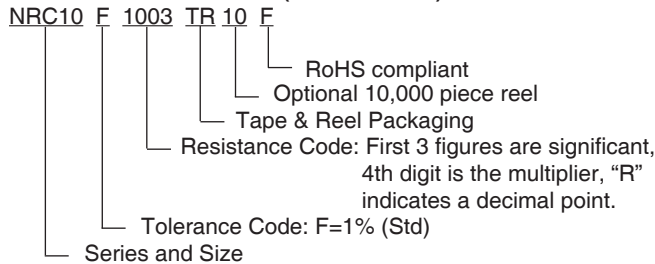 NRC10 F 1003 TR 10 F
RoHS compliant
Optional 10,000 piece reel
Tape & Reel Packaging
Resistance Code: First 3 figures are significant,
4th digit is the multiplier, “R”
indicates a decimal point.
Tolerance Code: F=1% (Std)
Series and Size